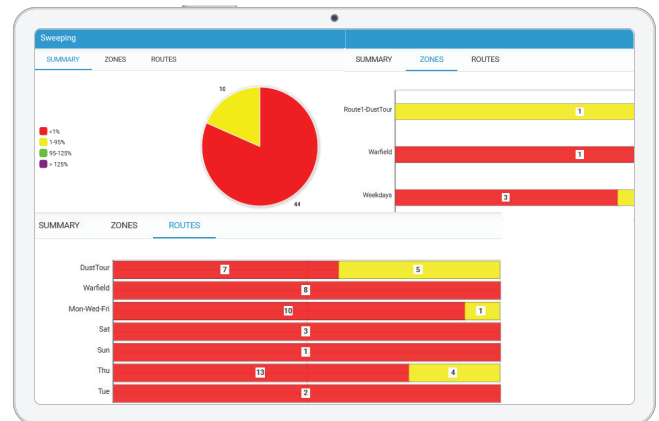 Sweeping
SUMMARY ZONES ROUTES
10
<1%
1-95%
95-125%
> 125%
44
SUMMARY ZONES ROUTES
Route1-DustTour 1
Warfield 1
Weekdays 3
SUMMARY ZONES ROUTES
DustTour 7 5
Warfield 8
Mon-Wed-Fri 10 1
Sat 3
Sun 1
Thu 13 4
Tue 2